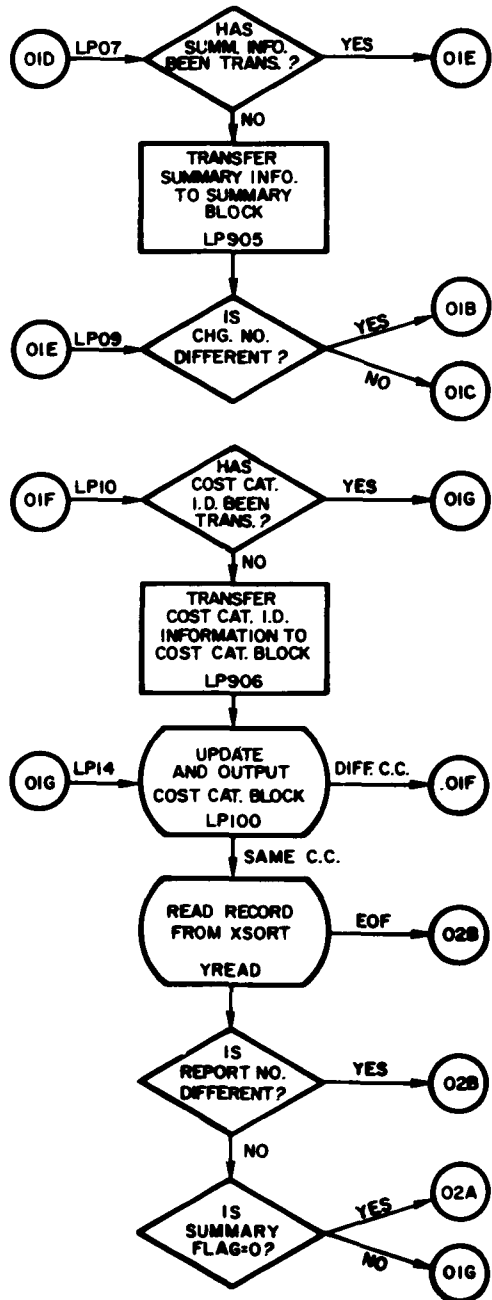 HAS
SUMM. INFO.
BEEN TRANS. ?
01D
LP07
YES
01E
NO
TRANSFER
SUMMARY INFO.
TO SUMMARY
BLOCK
LP905
IS
CHG. NO.
DIFFERENT ?
01E
LP09
YES
01B
NO
01C
HAS
COST CAT.
I.D. BEEN
TRANS. ?
01F
LP10
YES
01G
NO
TRANSFER
COST CAT. I.D.
INFORMATION TO
COST CAT. BLOCK
LP906
01G
LP14
UPDATE
AND OUTPUT
COST CAT. BLOCK
LP100
DIFF. C.C.
01F
SAME C.C.
READ RECORD
FROM XSORT
YREAD
EOF
02B
IS
REPORT NO.
DIFFERENT?
YES
02B
NO
IS
SUMMARY
FLAG=0?
YES
02A
NO
01G